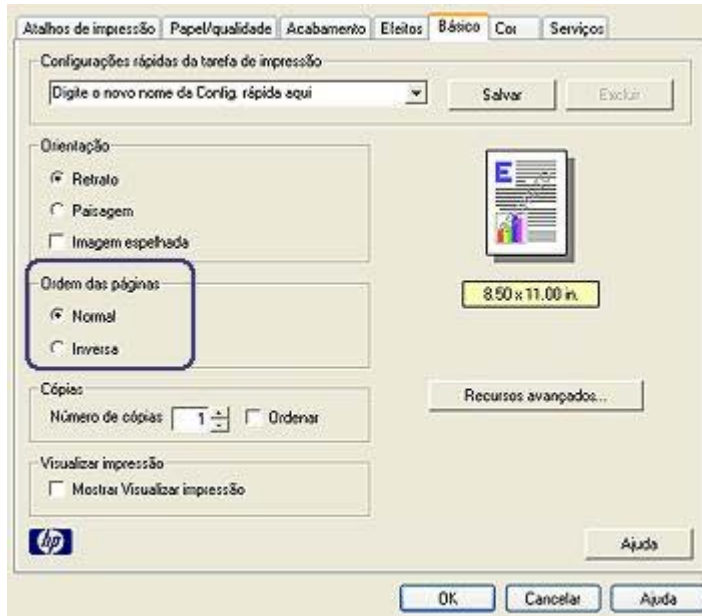 Atalhos de impressão Papel/qualidade Acabamento Efeitos Básico Cor Serviços
Configurações rápidas da tarefa de impressão
Digite o novo nome da Config. rápida aqui Salvar Excluir
Orientação
Retrato
Paisagem
Imagem espelhada
E
8.50 x 11.00 in.
Ordem das páginas
Normal
Inversa
Cópias
Número de cópias 1 Ordenar
Recursos avançados...
Visualizar impressão
Mostrar Visualizar impressão
hp
Ajuda
OK Cancelar Ajuda